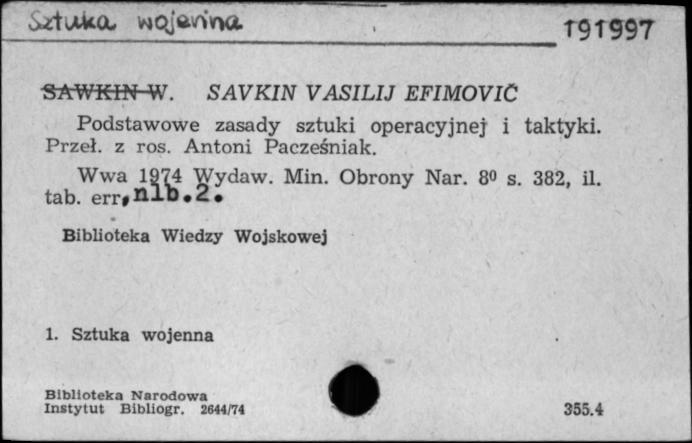 Sztuka wojenna
191997
SAWKIN W. SAVKIN VASILIJ EFIMOVIČ
Podstawowe zasady sztuki operacyjnej i taktyki.
Przeł. z ros. Antoni Pacześniak.
Wwa 1974 Wydaw. Min. Obrony Nar. 8⁰ s. 382, il.
tab. err, nlb.2.
Biblioteka Wiedzy Wojskowej
1. Sztuka wojenna
Biblioteka Narodowa
Instytut Bibliogr. 2644/74
355.4